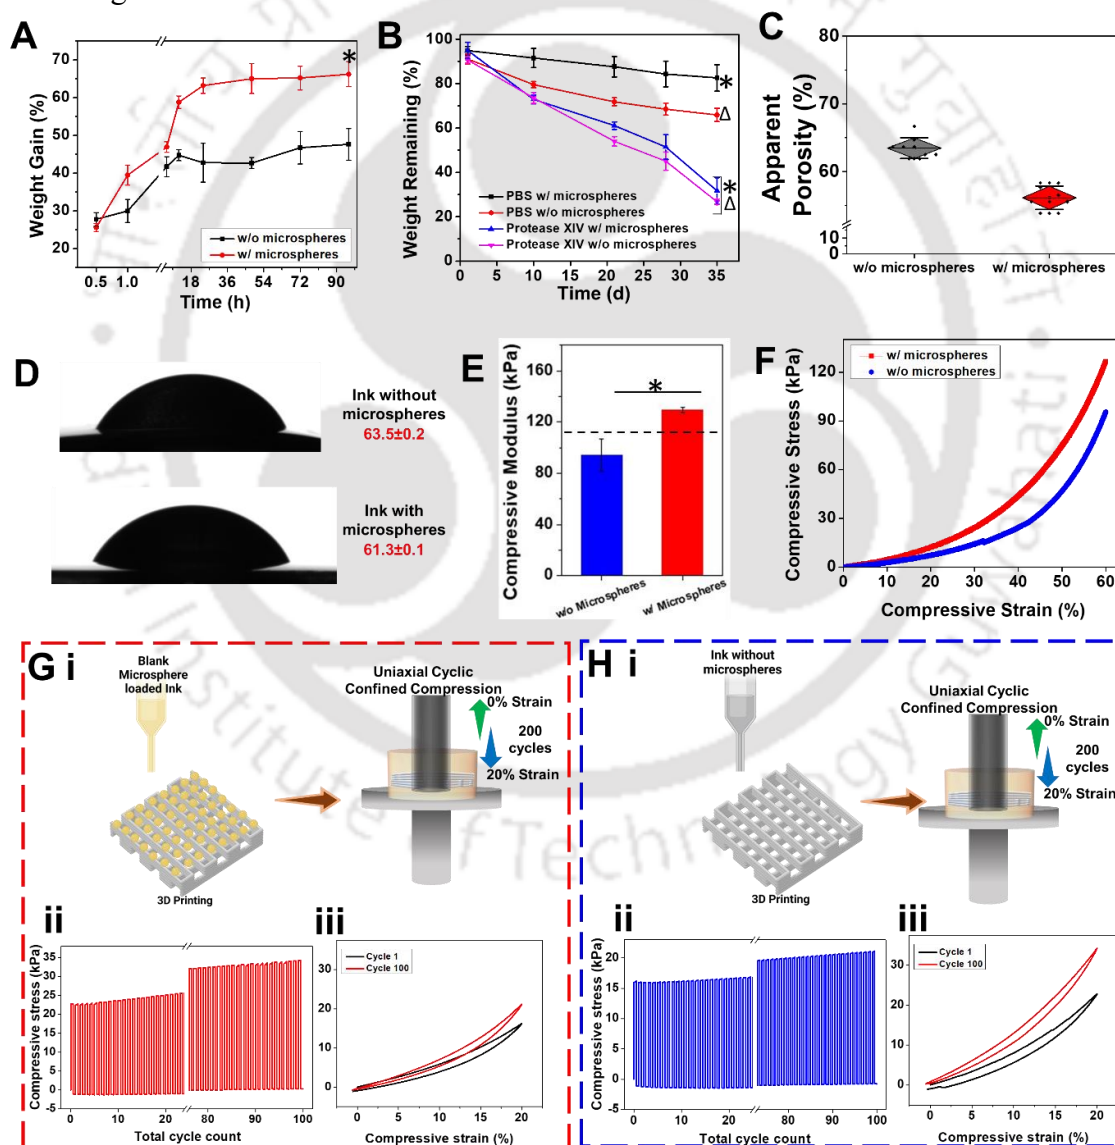 A
Weight Gain (%)
70
60
50
40
30
20
*
w/o microspheres
w/ microspheres
0.5 1.0 18 36 54 72 90
Time (h)
B
Weight Remaining (%)
100
80
60
40
20
0
*
Δ
*
Δ
PBS w/ microspheres
PBS w/o microspheres
Protease XIV w/ microspheres
Protease XIV w/o microspheres
0 5 10 15 20 25 30 35
Time (d)
C
Apparent
Porosity (%)
80
70
60
10
0
w/o microspheres w/ microspheres
D
Ink without
microspheres
63.5±0.2
Ink with
microspheres
61.3±0.1
E
Compressive Modulus (kPa)
160
120
80
40
0
*
w/o Microspheres
w/ Microspheres
F
Compressive Stress (kPa)
120
90
60
30
0
w/ microspheres
w/o microspheres
0 10 20 30 40 50 60
Compressive Strain (%)
G i
Blank
Microsphere
loaded Ink
Uniaxial Cyclic
Confined Compression
0% Strain
200
cycles
20% Strain
3D Printing
ii
Compressive stress (kPa)
35
30
25
20
15
10
5
0
-5
0 10 20 80 90 100
Total cycle count
iii
Cycle 1
Cycle 100
30
20
10
0
0 5 10 15 20
Compressive strain (%)
H i
Ink without
microspheres
Uniaxial Cyclic
Confined Compression
0% Strain
200
cycles
20% Strain
3D Printing
ii
Compressive stress (kPa)
20
15
10
5
0
-5
0 10 20 80 90 100
Total cycle count
iii
Cycle 1
Cycle 100
30
20
10
0
0 5 10 15 20
Compressive strain (%)
Institute of Technology Guwahati